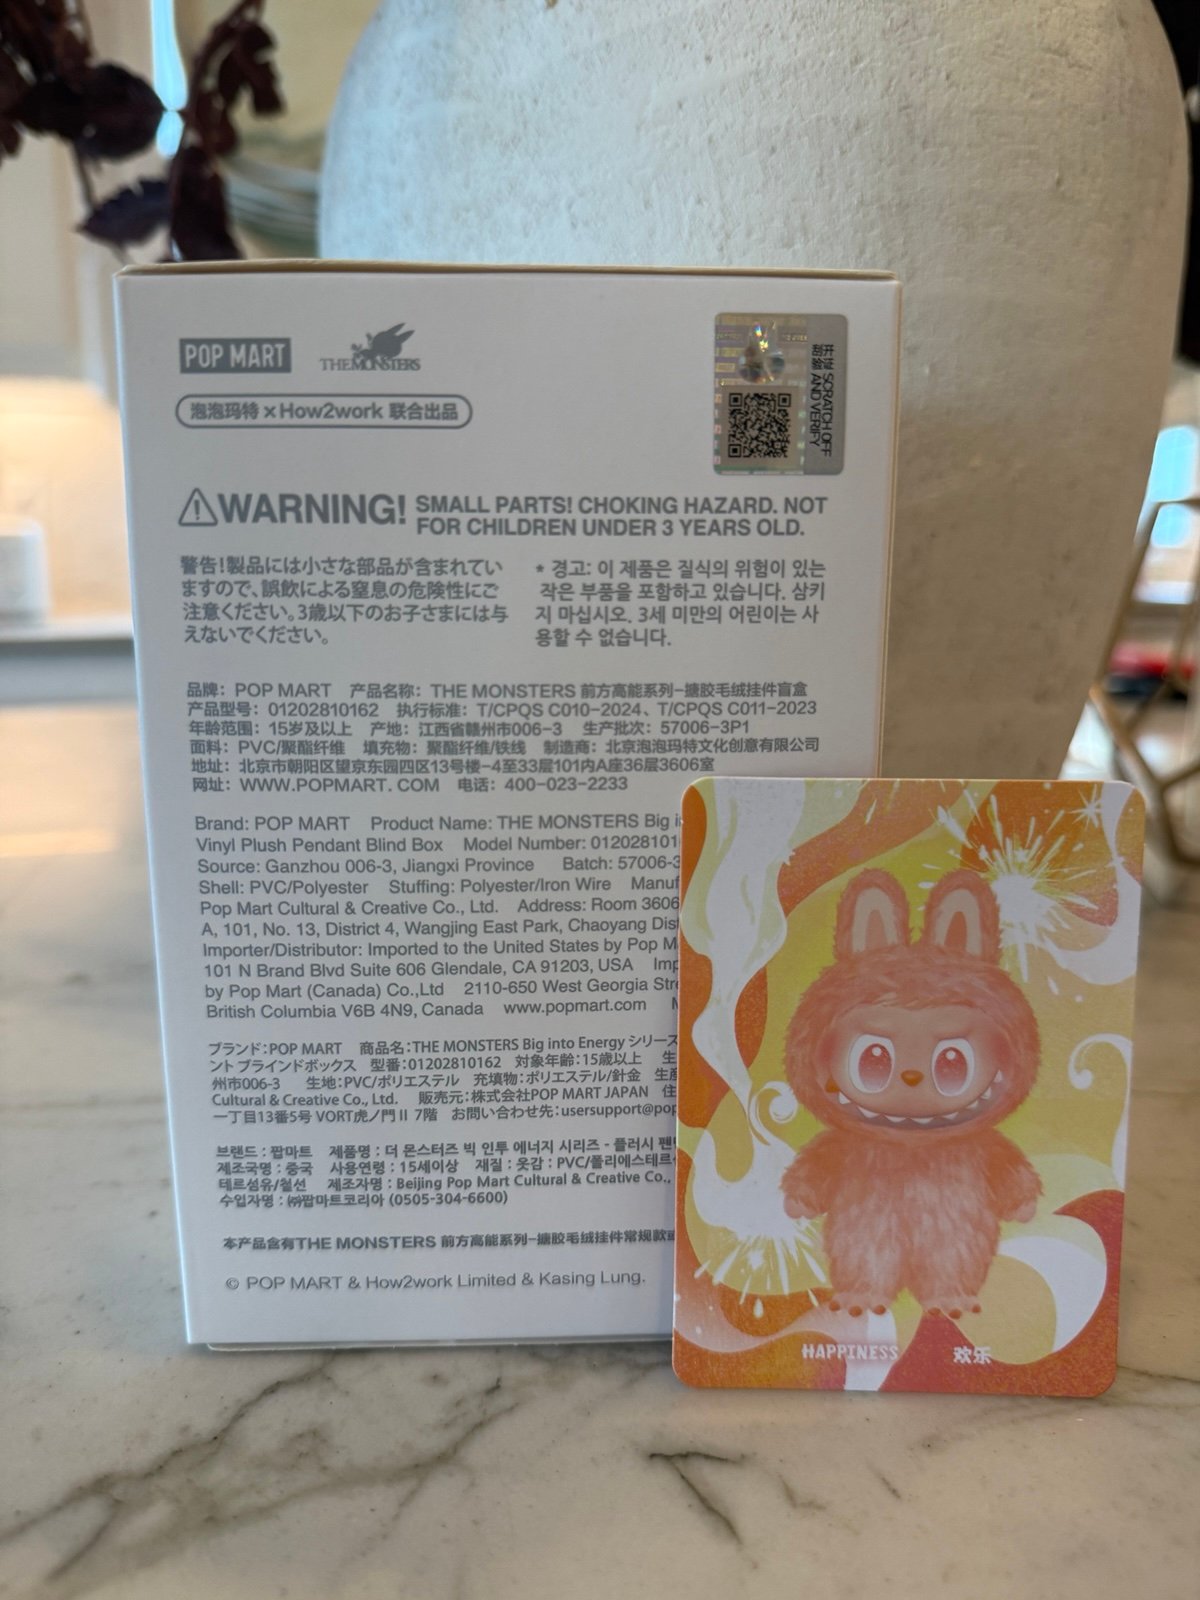 POP MART
THE MONSTERS
泡泡玛特 × How2work 联合出品
刮开涂层 SCRATCH OFF
AND VERIFY
WARNING! SMALL PARTS! CHOKING HAZARD. NOT
FOR CHILDREN UNDER 3 YEARS OLD.
警告!製品には小さな部品が含まれてい
ますので、誤飲による窒息の危険性にご
注意ください。3歳以下のお子さまには与
えないでください。
* 경고: 이 제품은 질식의 위험이 있는
작은 부품을 포함하고 있습니다. 삼키
지 마십시오. 3세 미만의 어린이는 사
용할 수 없습니다.
品牌: POP MART 产品名称: THE MONSTERS 前方高能系列-搪胶毛绒挂件盲盒
产品型号: 01202810162 执行标准: T/CPQS C010-2024、T/CPQS C011-2023
年龄范围: 15岁及以上 产地: 江西省赣州市006-3 生产批次: 57006-3P1
面料: PVC/聚酯纤维 填充物: 聚酯纤维/铁线 制造商: 北京泡泡玛特文化创意有限公司
地址: 北京市朝阳区望京东园四区13号楼-4至33层101内A座36层3606室
网址: WWW.POPMART. COM 电话: 400-023-2233
Brand: POP MART Product Name: THE MONSTERS Big i
Vinyl Plush Pendant Blind Box Model Number: 012028101
Source: Ganzhou 006-3, Jiangxi Province Batch: 57006-3
Shell: PVC/Polyester Stuffing: Polyester/Iron Wire Manuf
Pop Mart Cultural & Creative Co., Ltd. Address: Room 3606
A, 101, No. 13, District 4, Wangjing East Park, Chaoyang Dist
Importer/Distributor: Imported to the United States by Pop M
101 N Brand Blvd Suite 606 Glendale, CA 91203, USA Imp
by Pop Mart (Canada) Co.,Ltd 2110-650 West Georgia Stre
British Columbia V6B 4N9, Canada www.popmart.com
ブランド:POP MART 商品名:THE MONSTERS Big into Energy シリーズ
ント ブラインドボックス 型番:01202810162 対象年齢:15歳以上 生
州市006-3 生地:PVC/ポリエステル 充填物:ポリエステル/針金 生産
Cultural & Creative Co., Ltd. 販売元:株式会社POP MART JAPAN 住
一丁目13番5号 VORT虎ノ門Ⅱ 7階 お問い合わせ先:usersupport@pop
브랜드 : 팝마트 제품명 : 더 몬스터즈 빅 인투 에너지 시리즈 - 플러시 펜
제조국명 : 중국 사용연령 : 15세이상 재질 : 옷감 : PVC/폴리에스테르
테르섬유/철선 제조자명 : Beijing Pop Mart Cultural & Creative Co.,
수입자명 : ㈜팝마트코리아 (0505-304-6600)
本产品含有THE MONSTERS 前方高能系列-搪胶毛绒挂件常规款或
© POP MART & How2work Limited & Kasing Lung.
HAPPINESS 欢乐